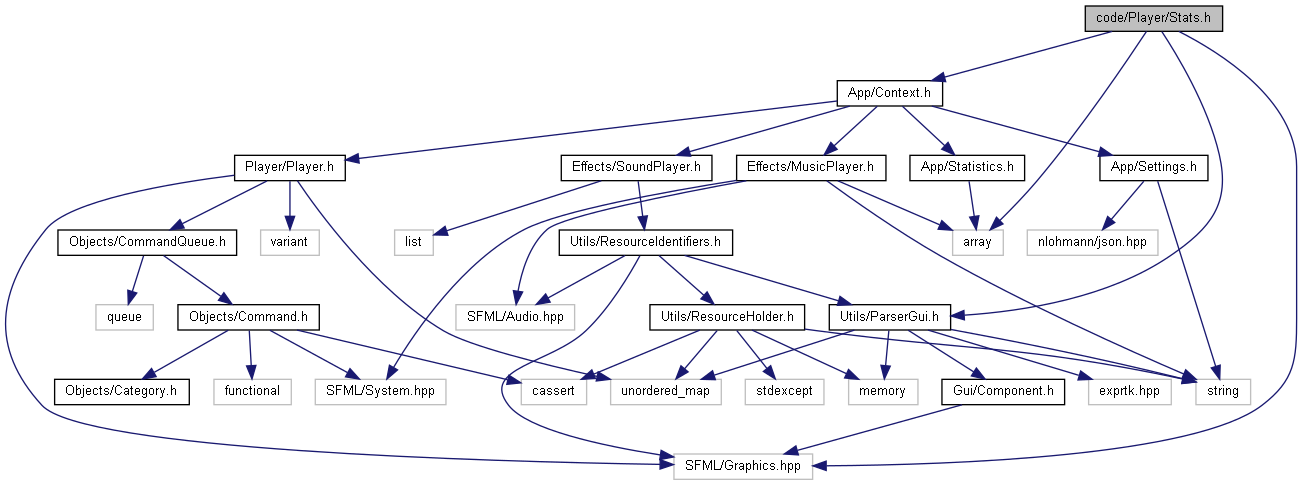 code/Player/Stats.h
App/Context.h
Player/Player.h
Effects/SoundPlayer.h
Effects/MusicPlayer.h
App/Statistics.h
App/Settings.h
Objects/CommandQueue.h
variant
list
Utils/ResourceIdentifiers.h
array
nlohmann/json.hpp
queue
Objects/Command.h
SFML/Audio.hpp
Utils/ResourceHolder.h
Utils/ParserGui.h
Objects/Category.h
functional
SFML/System.hpp
cassert
unordered_map
stdexcept
memory
Gui/Component.h
exprtk.hpp
string
SFML/Graphics.hpp